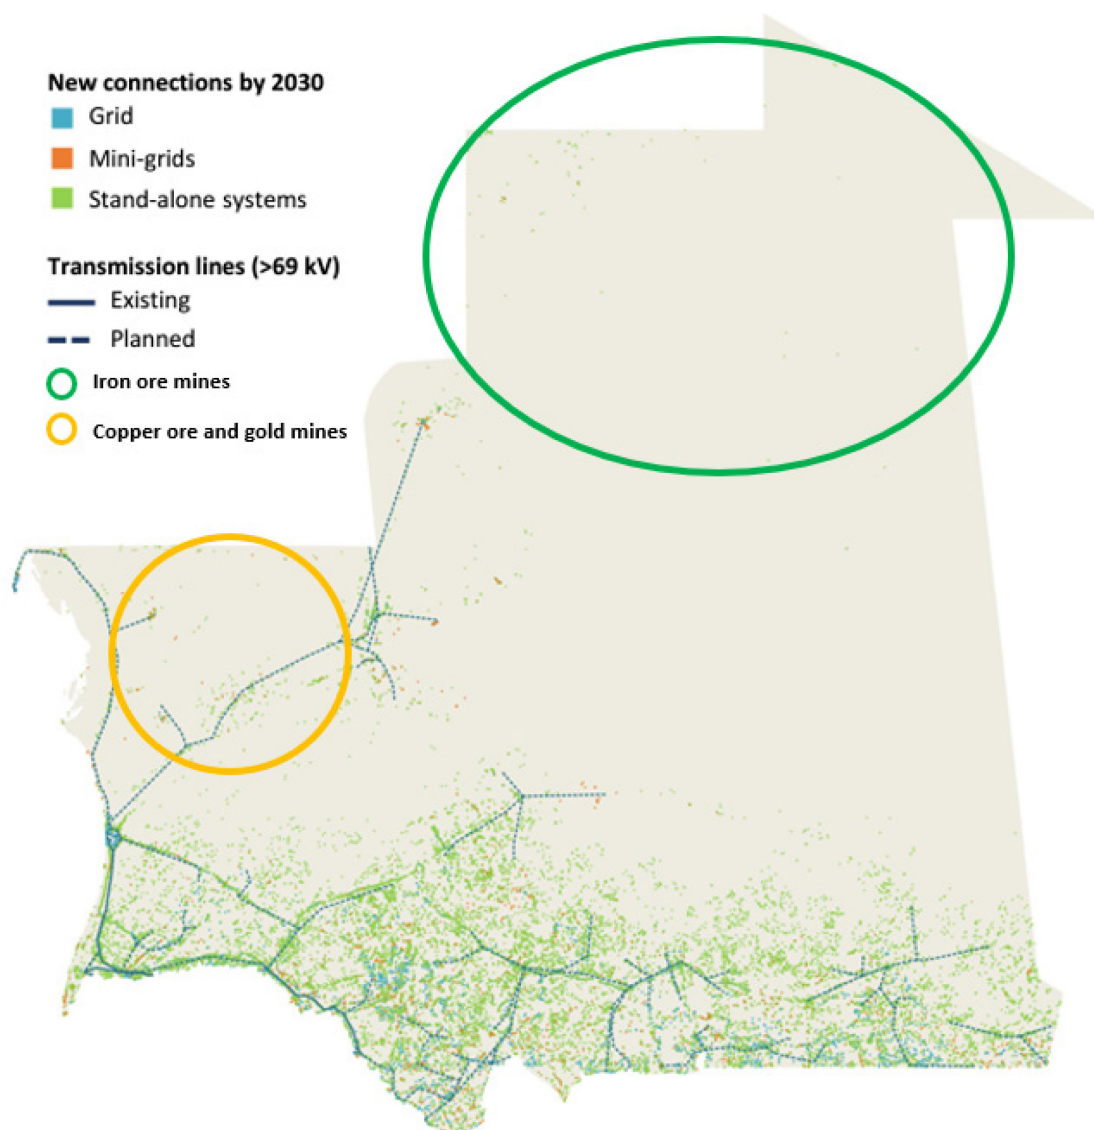 New connections by 2030
Grid
Mini-grids
Stand-alone systems
Transmission lines (>69 kV)
Existing
Planned
Iron ore mines
Copper ore and gold mines